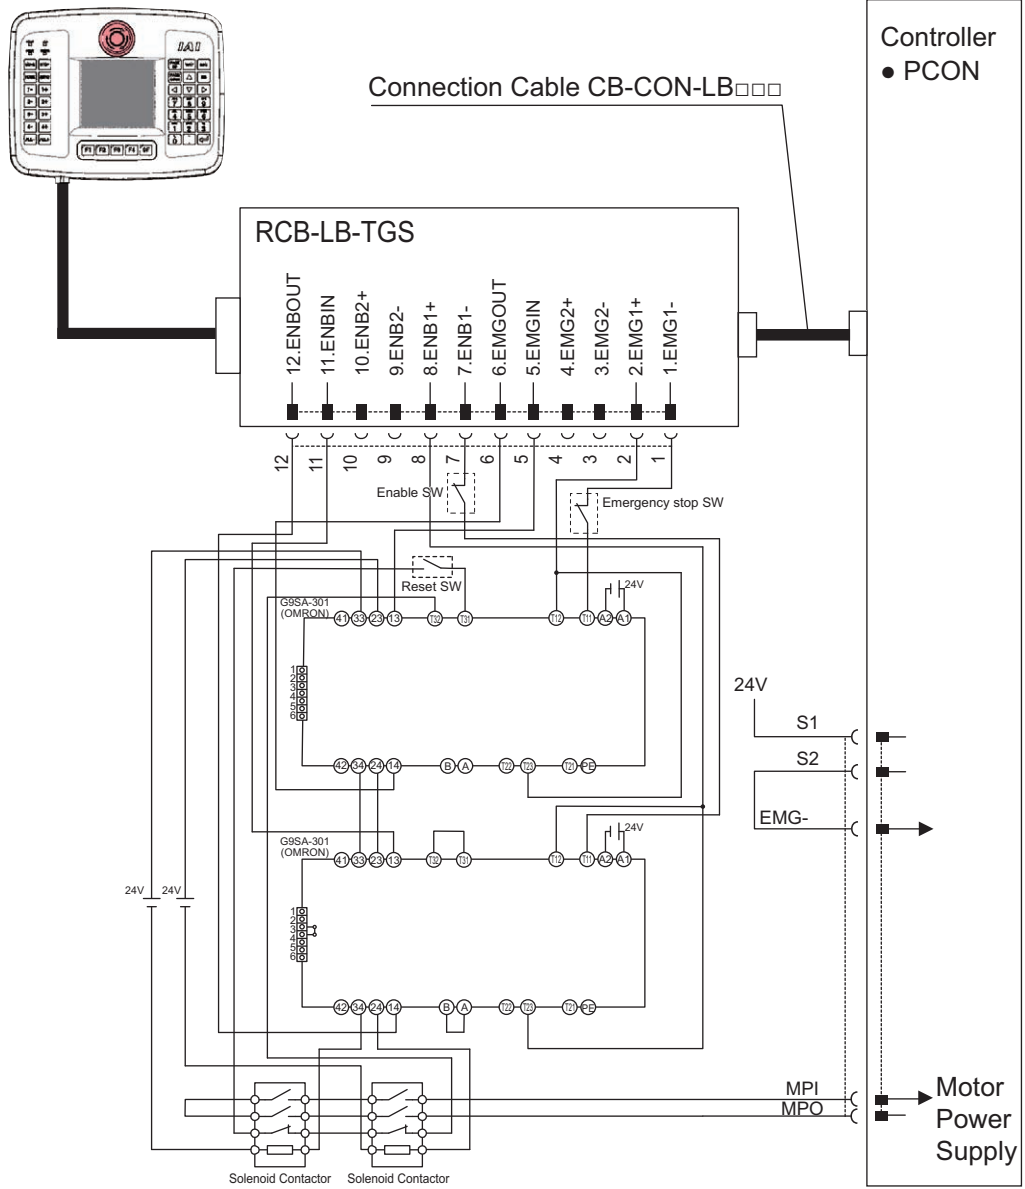 IAI
F1 F2 F3 F4 SF
Controller
● PCON
Connection Cable CB-CON-LB□□□
RCB-LB-TGS
12.ENBOUT
11.ENBIN
10.ENB2+
9.ENB2-
8.ENB1+
7.ENB1-
6.EMGOUT
5.EMGIN
4.EMG2+
3.EMG2-
2.EMG1+
1.EMG1-
12 11 10 9 8 7 6 5 4 3 2 1
Enable SW
Emergency stop SW
Reset SW
24V
G9SA-301
(OMRON)
41 33 23 13 T32 T31 T12 T11 A2 A1
1
2
3
4
5
6
42 34 24 14 B A T22 T23 T21 PE
24V
S1
S2
EMG-
24V
G9SA-301
(OMRON)
41 33 23 13 T32 T31 T12 T11 A2 A1
24V 24V
1
2
3
4
5
6
42 34 24 14 B A T22 T23 T21 PE
MPI
MPO
Motor
Power
Supply
Solenoid Contactor Solenoid Contactor